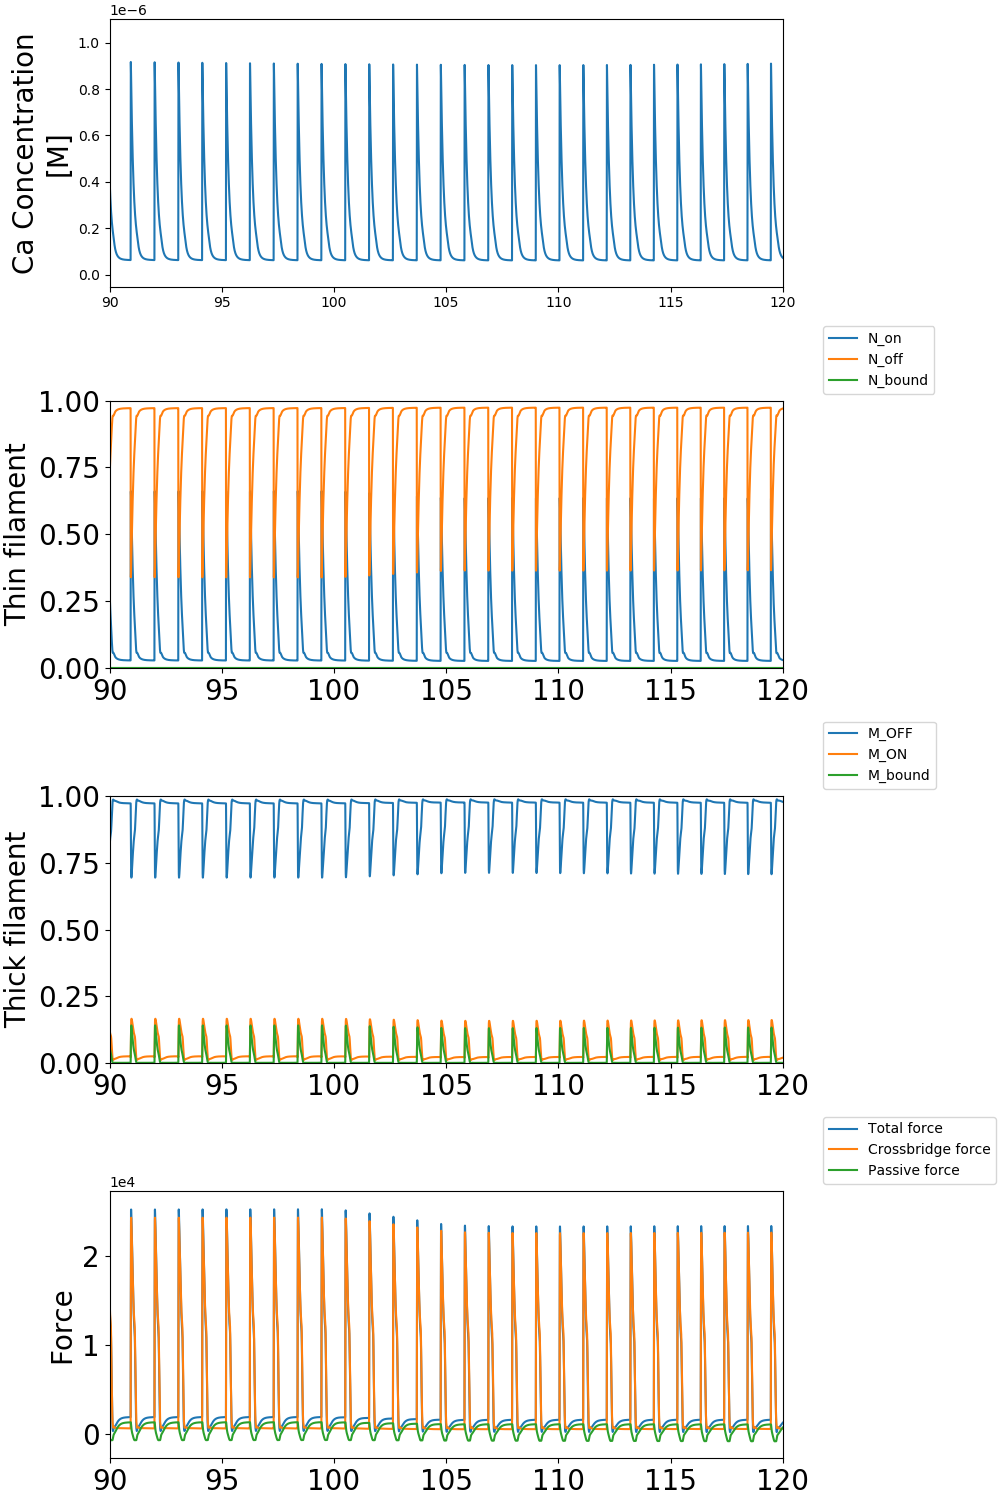 1e−6
1.0
0.8
0.6
0.4
0.2
0.0
Ca Concentration
[M]
90 95 100 105 110 115 120
N_on
N_off
N_bound
1.00
0.75
0.50
0.25
0.00
Thin filament
90 95 100 105 110 115 120
M_OFF
M_ON
M_bound
1.00
0.75
0.50
0.25
0.00
Thick filament
90 95 100 105 110 115 120
Total force
Crossbridge force
Passive force
1e4
2
1
0
Force
90 95 100 105 110 115 120